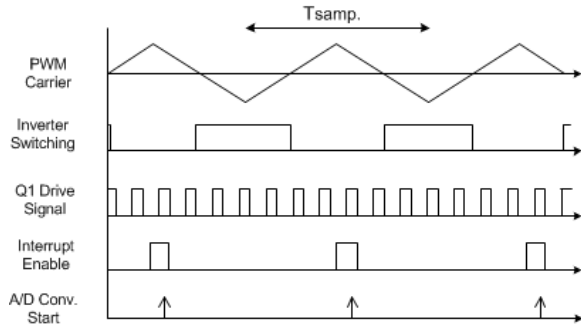 Tsamp.
PWM
Carrier
Inverter
Switching
Q1 Drive
Signal
Interrupt
Enable
A/D Conv.
Start